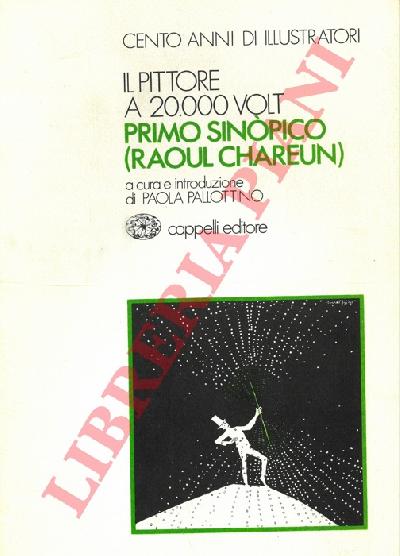 CENTO ANNI DI ILLUSTRATORI
IL PITTORE
A 20.000 VOLT
PRIMO SINÒPICO
(RAOUL CHAREUN)
a cura e introduzione
di PAOLA PALLOTTINO
cappelli editore
LIBRERIA PIANI